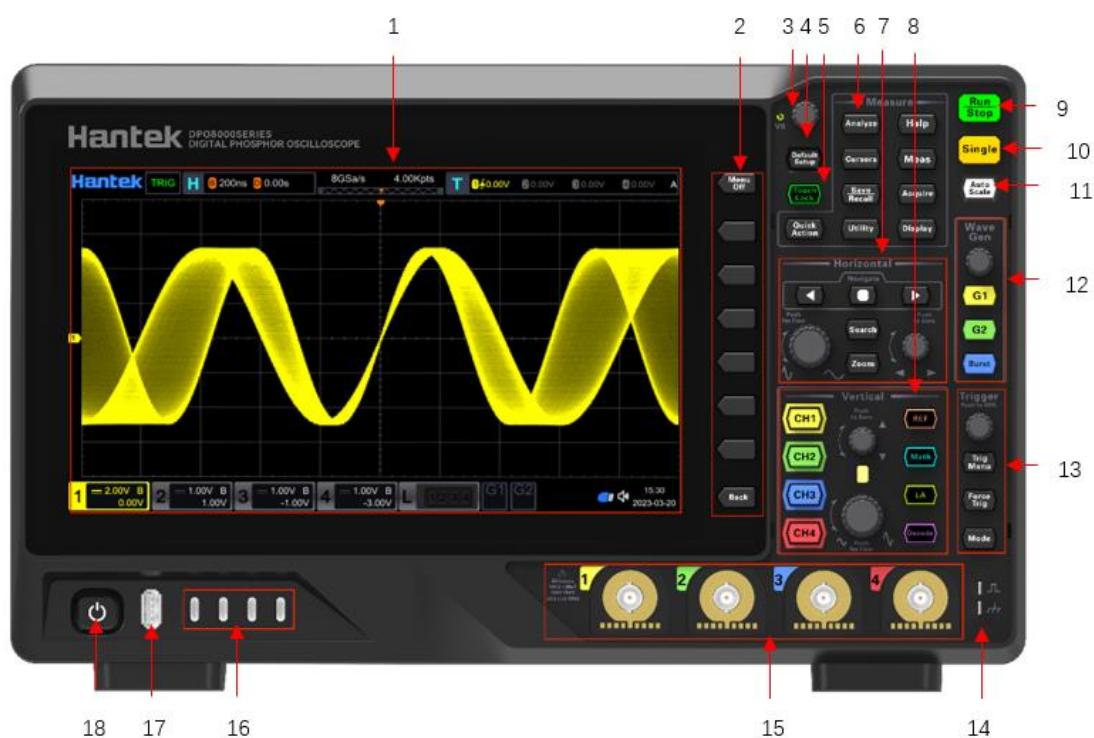 1 2 3 4 5 6 7 8
Hantek DPO8000SERIES
DIGITAL PHOSPHOR OSCILLOSCOPE
Measure
Run
Stop
9
Analyze Help
Default
Setup
Cursors Meas
Single
10
Hantek TRIG H 200ns D 0.00s 8GSa/s 4.00Kpts T 1 0.00V 2 0.00V 3 0.00V 4 0.00V A
Menu
Off
Touch
Lock
Save
Recall
Acquire
Auto
Scale
11
Quick
Action
Utility Display
Wave
Gen
Horizontal
Navigate
12
G1
Search
G2
Zoom
Burst
Vertical
Trigger
CH1
REF
CH2
Math
Trig
Menu
13
CH3
LA
Force
Trig
CH4
Decode
Mode
Back
1 2.00V B
0.00V
2 1.00V B
1.00V
3 1.00V B
-1.00V
4 1.00V B
-3.00V
L
G1 G2
15:30
2023-03-20
1 2 3 4
18 17 16 15 14